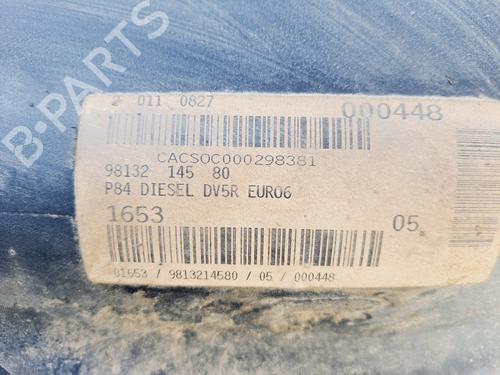 2 011 0827
000448
CACSOC000298381
98132 145 80
P84 DIESEL DV5R EURO6
1653
05
01653 / 9813214580 / 05 / 000448
B-PARTS